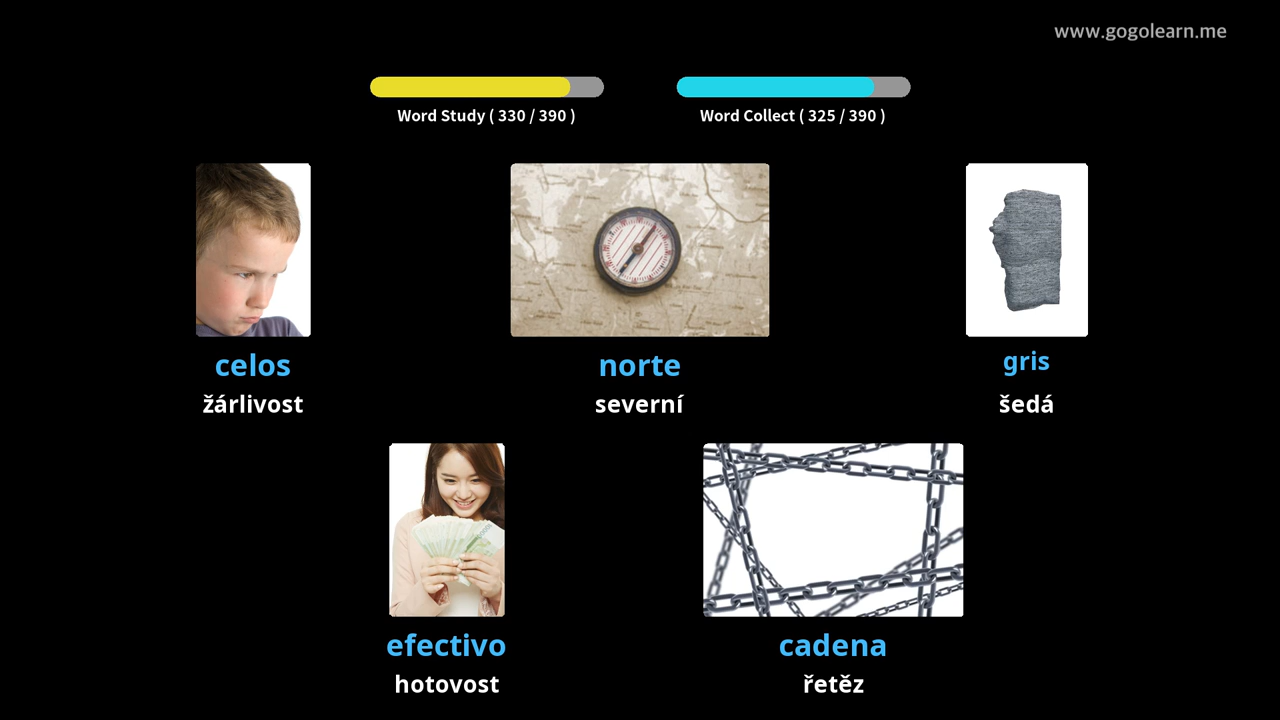 www.gogolearn.me
Word Study ( 330 / 390 )
Word Collect ( 325 / 390 )
celos
žárlivost
norte
severní
gris
šedá
efectivo
hotovost
cadena
řetěz